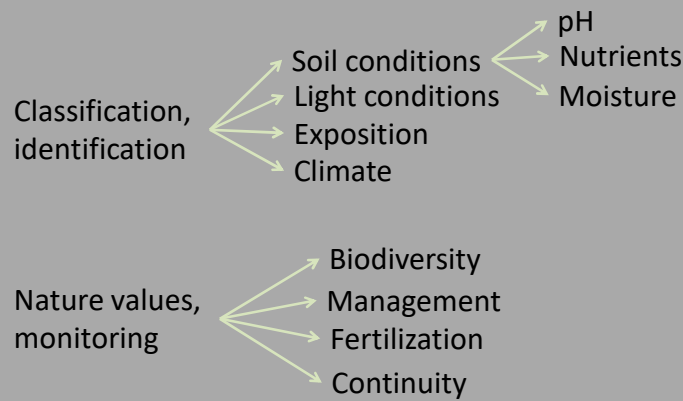 pH
Soil conditions
Nutrients
Light conditions
Moisture
Classification,
identification
Exposition
Climate
Biodiversity
Nature values,
monitoring
Management
Fertilization
Continuity